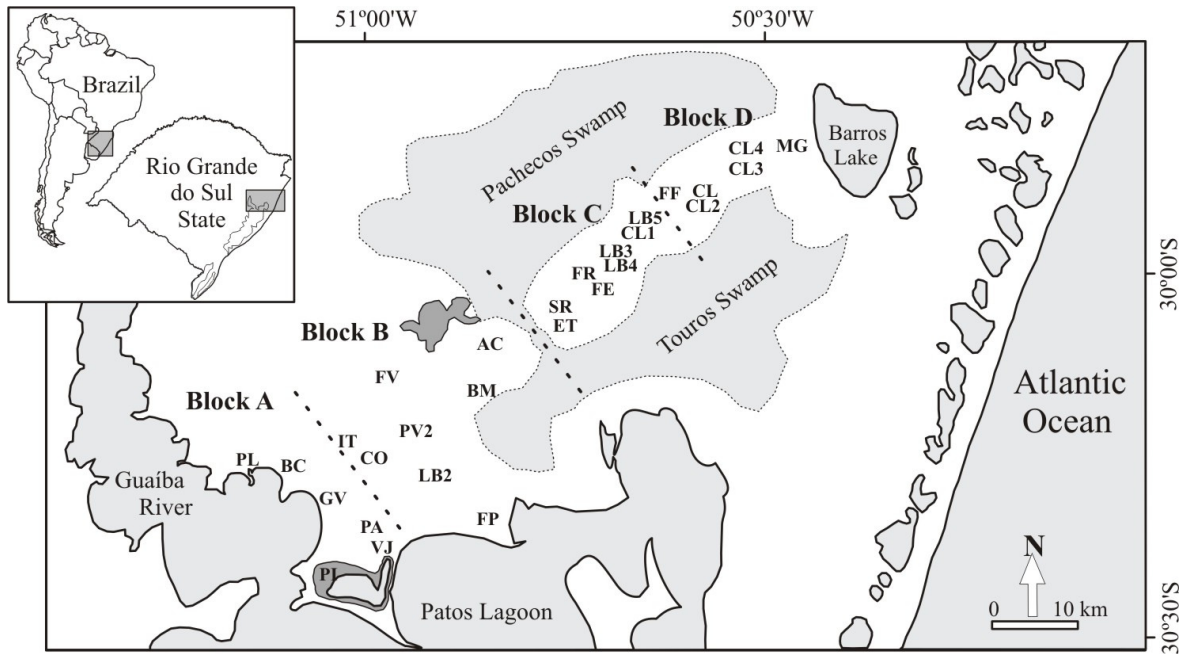 51°00'W
50°30'W
Brazil
Rio Grande
do Sul
State
Pachecos Swamp
Block D
CL4
MG
CL3
Barros
Lake
FF
CL
CL2
Block C
LB5
CL1
LB3
LB4
FR
FE
30°00'S
SR
ET
Touros Swamp
Block B
AC
FV
BM
Atlantic
Ocean
Block A
PV2
IT
CO
PL
BC
LB2
Guaíba
River
GV
FP
PA
VJ
PI
Patos Lagoon
N
0 10 km
30°30'S